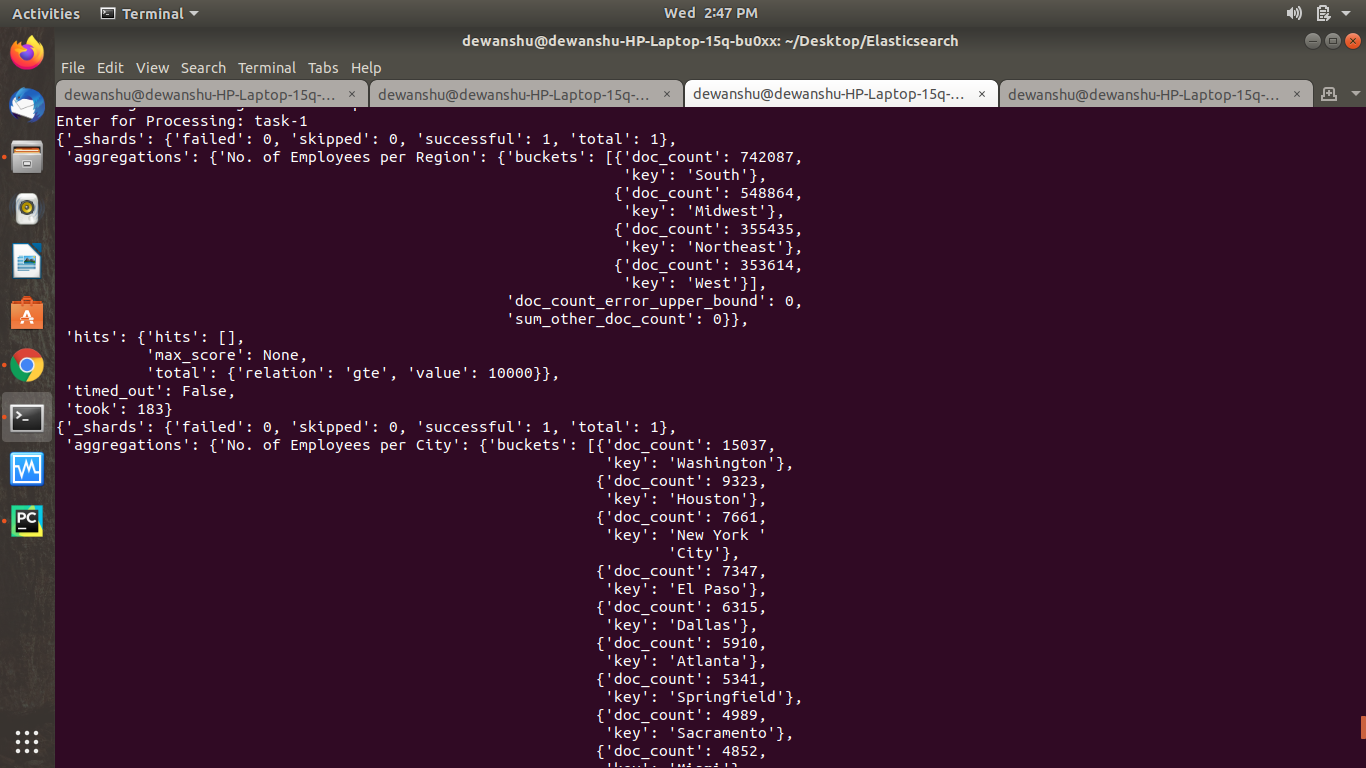 Activities Terminal Wed 2:47 PM
dewanshu@dewanshu-HP-Laptop-15q-bu0xx: ~/Desktop/Elasticsearch
File Edit View Search Terminal Tabs Help
dewanshu@dewanshu-HP-Laptop-15q-... × dewanshu@dewanshu-HP-Laptop-15q-... × dewanshu@dewanshu-HP-Laptop-15q-... × dewanshu@dewanshu-HP-Laptop-15q-... ×
Enter for Processing: task-1
{'_shards': {'failed': 0, 'skipped': 0, 'successful': 1, 'total': 1},
 'aggregations': {'No. of Employees per Region': {'buckets': [{'doc_count': 742087,
'key': 'South'},
{'doc_count': 548864,
'key': 'Midwest'},
{'doc_count': 355435,
'key': 'Northeast'},
{'doc_count': 353614,
'key': 'West'}],
'doc_count_error_upper_bound': 0,
'sum_other_doc_count': 0}},
 'hits': {'hits': [],
'max_score': None,
'total': {'relation': 'gte', 'value': 10000}},
 'timed_out': False,
 'took': 183}
{'_shards': {'failed': 0, 'skipped': 0, 'successful': 1, 'total': 1},
 'aggregations': {'No. of Employees per City': {'buckets': [{'doc_count': 15037,
'key': 'Washington'},
{'doc_count': 9323,
'key': 'Houston'},
{'doc_count': 7661,
'key': 'New York '
'City'},
{'doc_count': 7347,
'key': 'El Paso'},
{'doc_count': 6315,
'key': 'Dallas'},
{'doc_count': 5910,
'key': 'Atlanta'},
{'doc_count': 5341,
'key': 'Springfield'},
{'doc_count': 4989,
'key': 'Sacramento'},
{'doc_count': 4852,
'key': 'Miami'}
PC